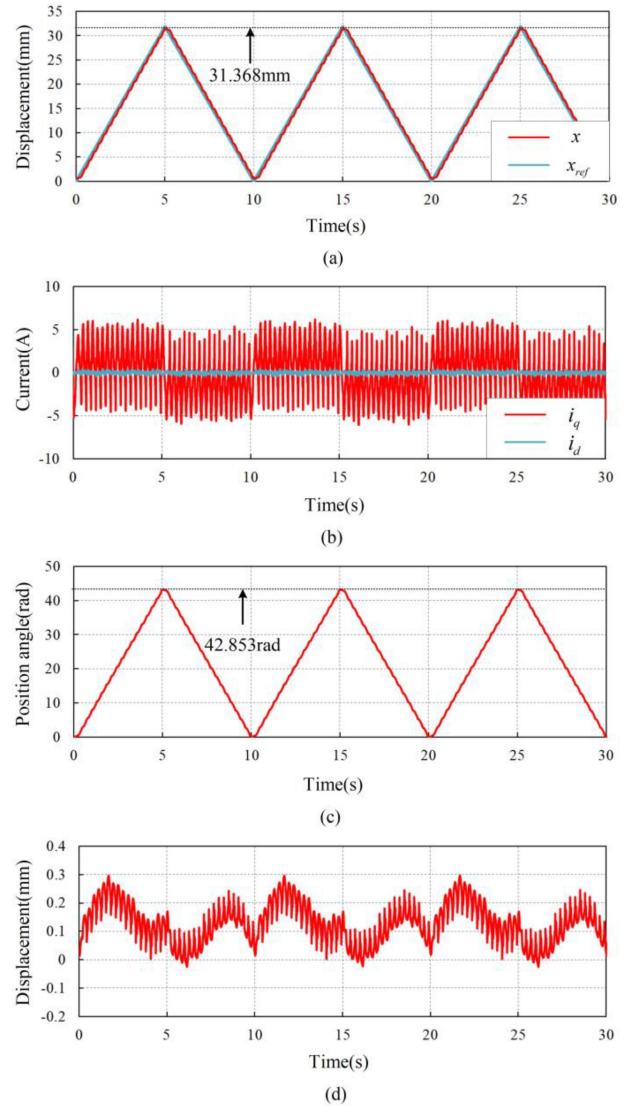 35
30
25
20
15
10
5
0
Displacement(mm)
31.368mm
x
x_ref
0 5 10 15 20 25 30
Time(s)
(a)
10
5
0
-5
-10
Current(A)
i_q
i_d
0 5 10 15 20 25 30
Time(s)
(b)
50
40
30
20
10
0
Position angle(rad)
42.853rad
0 5 10 15 20 25 30
Time(s)
(c)
0.4
0.3
0.2
0.1
0
-0.1
-0.2
Displacement(mm)
0 5 10 15 20 25 30
Time(s)
(d)